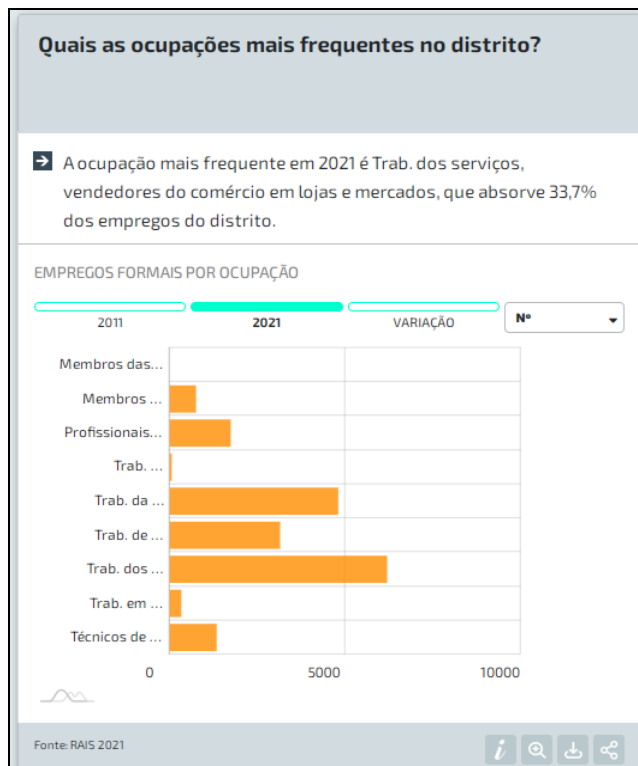 Quais as ocupações mais frequentes no distrito?
A ocupação mais frequente em 2021 é Trab. dos serviços,
vendedores do comércio em lojas e mercados, que absorve 33,7%
dos empregos do distrito.
EMPREGOS FORMAIS POR OCUPAÇÃO
2011 2021 VARIAÇÃO Nº
Membros das...
Membros ...
Profissionais...
Trab. ...
Trab. da ...
Trab. de ...
Trab. dos ...
Trab. em ...
Técnicos de ...
0 5000 10000
Fonte: RAIS 2021